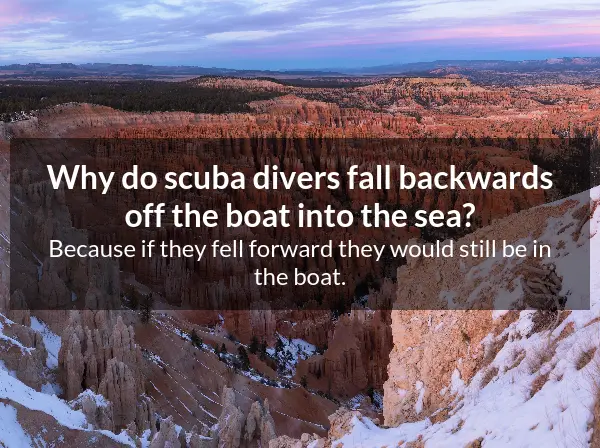 Why do scuba divers fall backwards
off the boat into the sea?
Because if they fell forward they would still be in
the boat.